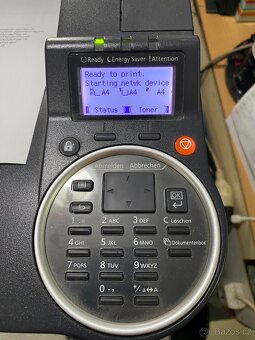 Ready Energy Saver ! Attention
Ready to print.
Starting netwk device
A4 A4 A4
[ Status ] [ Toner ]
Abmelden Abbrechen
OK
1 .@ 2 ABC 3 DEF C Löschen
4 GHI 5 JKL 6 MNO Dokumentenbox
7 PQRS 8 TUV 9 WXYZ
0 ., */. a↔A
Sbazar.cz